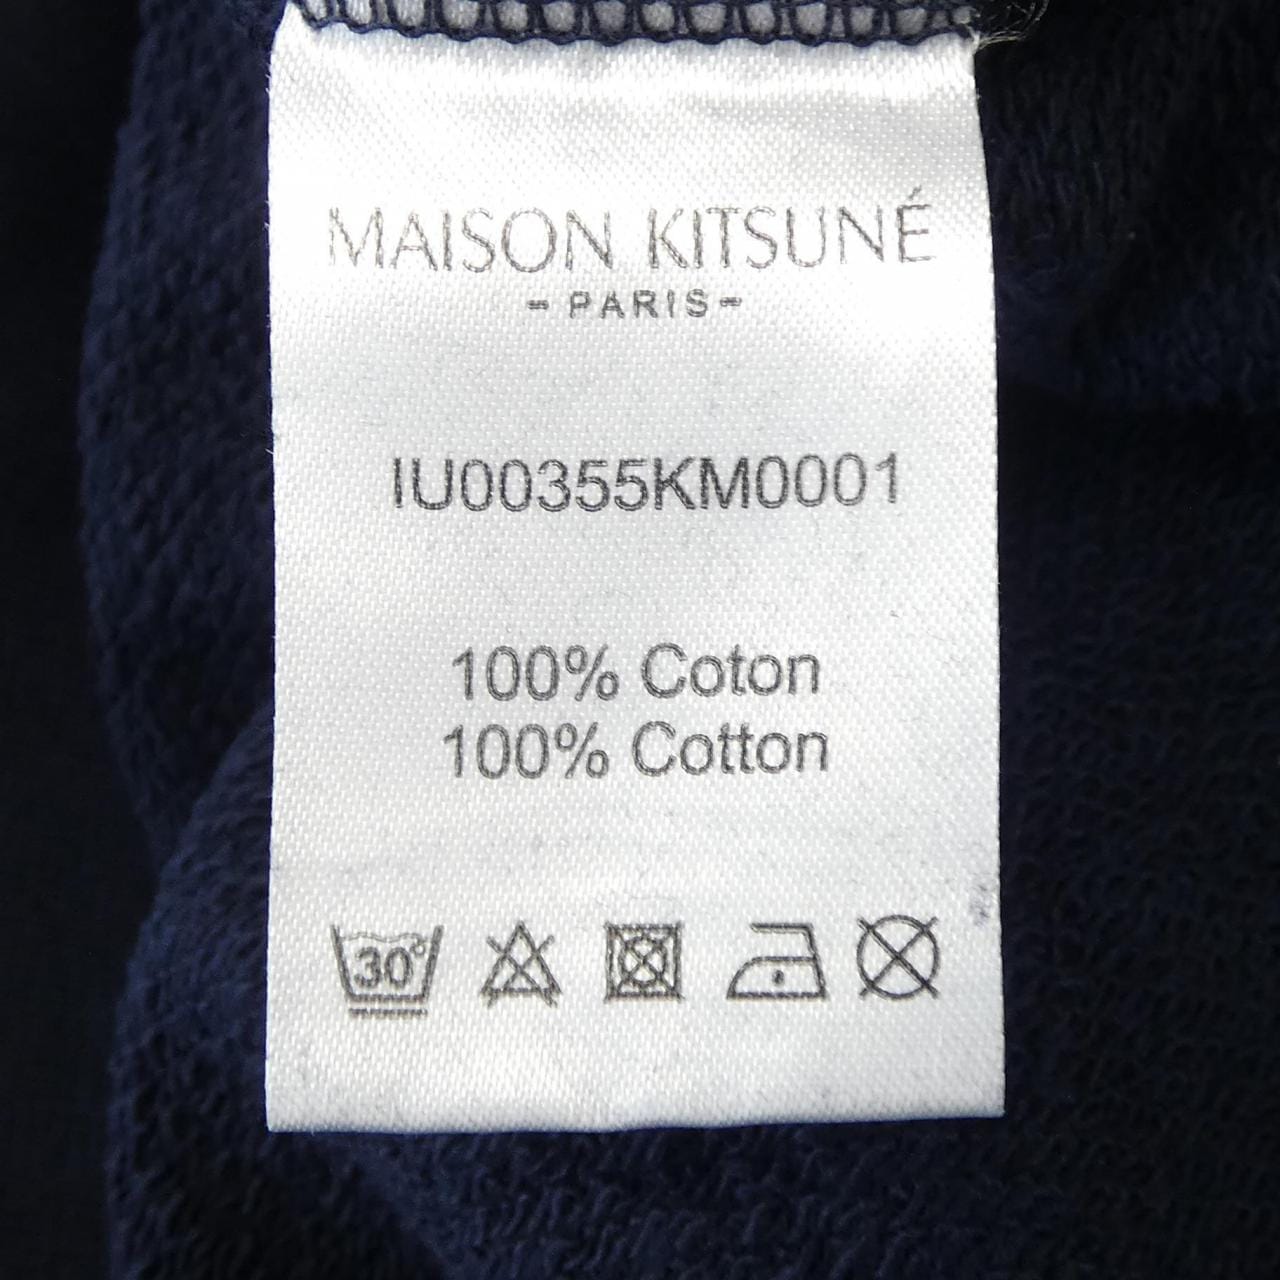 MAISON KITSUNÉ
- PARIS -
IU00355KM0001
100% Coton
100% Cotton
30°